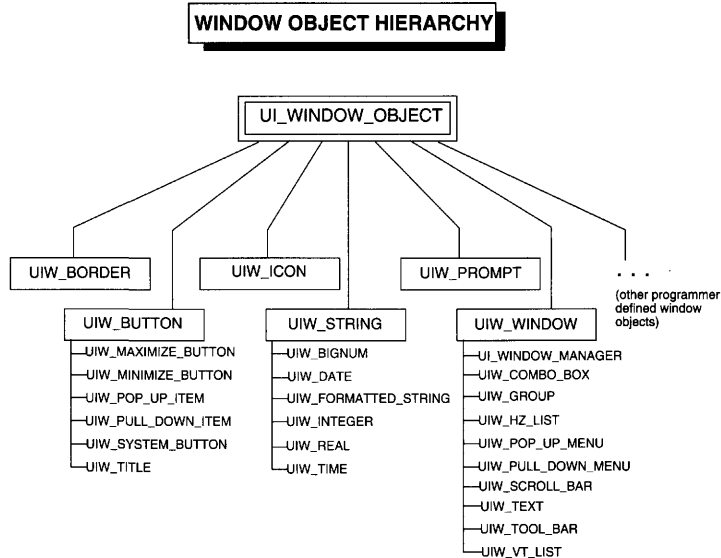 WINDOW OBJECT HIERARCHY
UI_WINDOW_OBJECT
UIW_BORDER
UIW_ICON
UIW_PROMPT
. . .
(other programmer
defined window
objects)
UIW_BUTTON
UIW_MAXIMIZE_BUTTON
UIW_MINIMIZE_BUTTON
UIW_POP_UP_ITEM
UIW_PULL_DOWN_ITEM
UIW_SYSTEM_BUTTON
UIW_TITLE
UIW_STRING
UIW_BIGNUM
UIW_DATE
UIW_FORMATTED_STRING
UIW_INTEGER
UIW_REAL
UIW_TIME
UIW_WINDOW
UI_WINDOW_MANAGER
UIW_COMBO_BOX
UIW_GROUP
UIW_HZ_LIST
UIW_POP_UP_MENU
UIW_PULL_DOWN_MENU
UIW_SCROLL_BAR
UIW_TEXT
UIW_TOOL_BAR
UIW_VT_LIST